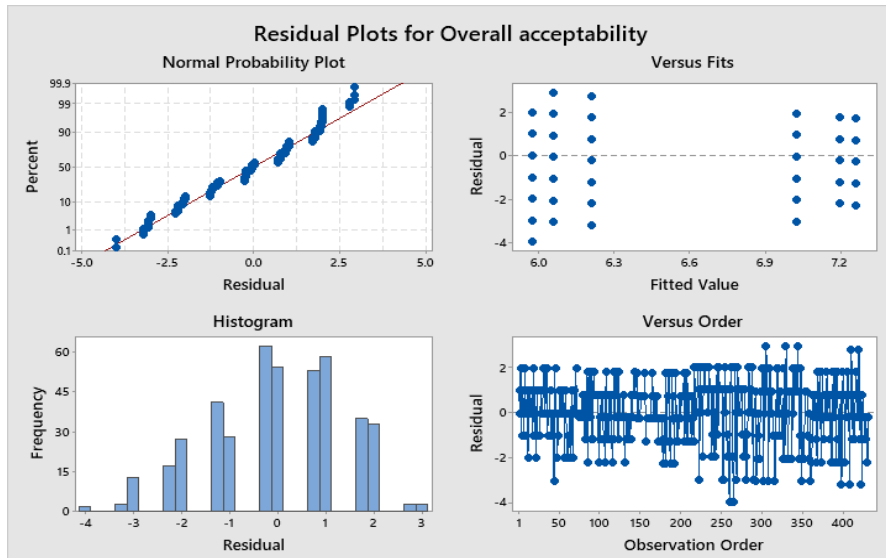 Residual Plots for Overall acceptability
Normal Probability Plot
Versus Fits
99.9
99
90
50
10
1
0.1
Percent
-5.0 -2.5 0.0 2.5 5.0
Residual
2
0
-2
-4
Residual
6.0 6.3 6.6 6.9 7.2
Fitted Value
Histogram
Versus Order
60
45
30
15
0
Frequency
-4 -3 -2 -1 0 1 2 3
Residual
2
0
-2
-4
Residual
1 50 100 150 200 250 300 350 400
Observation Order